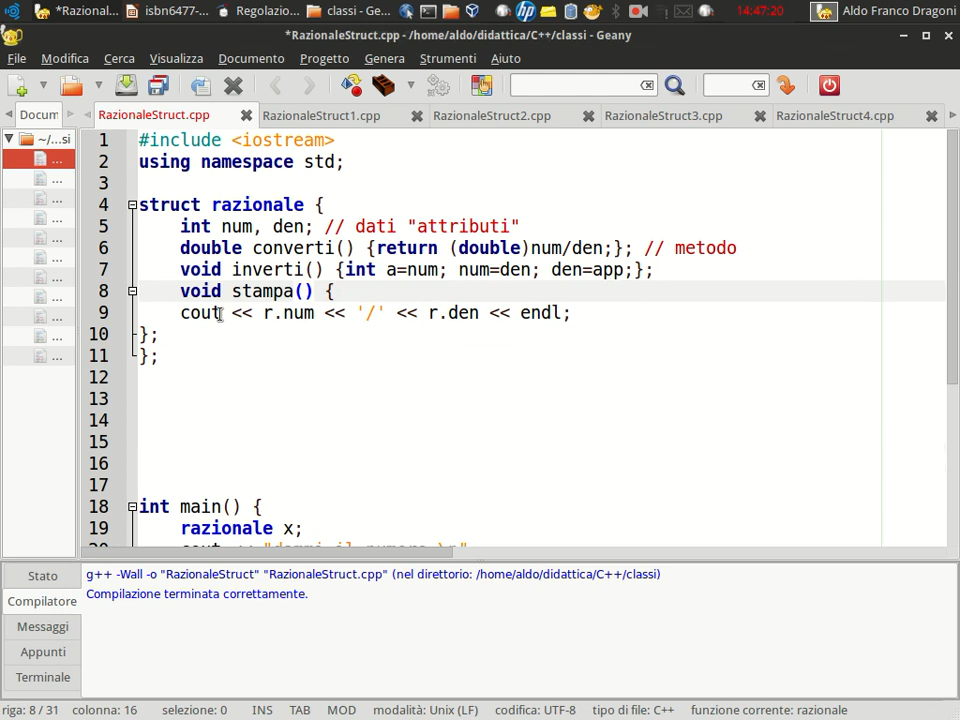 *Razional...
isbn6477-...
Regolazio...
classi - Ge...
14:47:20
Aldo Franco Dragoni
*RazionaleStruct.cpp - /home/aldo/didattica/C++/classi - Geany
File Modifica Cerca Visualizza Documento Progetto Genera Strumenti Aiuto
Docum RazionaleStruct.cpp RazionaleStruct1.cpp RazionaleStruct2.cpp RazionaleStruct3.cpp RazionaleStruct4.cpp
~/...si
...
...
...
...
...
...
...
...
...
...
...
1 #include <iostream>
2 using namespace std;
3
4 struct razionale {
5 int num, den; // dati "attributi"
6 double converti() {return (double)num/den;}; // metodo
7 void inverti() {int a=num; num=den; den=app;};
8 void stampa() {
9 cout << r.num << '/' << r.den << endl;
10 };
11 };
12
13
14
15
16
17
18 int main() {
19 razionale x;
Stato
Compilatore
Messaggi
Appunti
Terminale
g++ -Wall -o "RazionaleStruct" "RazionaleStruct.cpp" (nel direttorio: /home/aldo/didattica/C++/classi)
Compilazione terminata correttamente.
riga: 8 / 31 colonna: 16 selezione: 0 INS TAB MOD modalità: Unix (LF) codifica: UTF-8 tipo di file: C++ funzione corrente: razionale